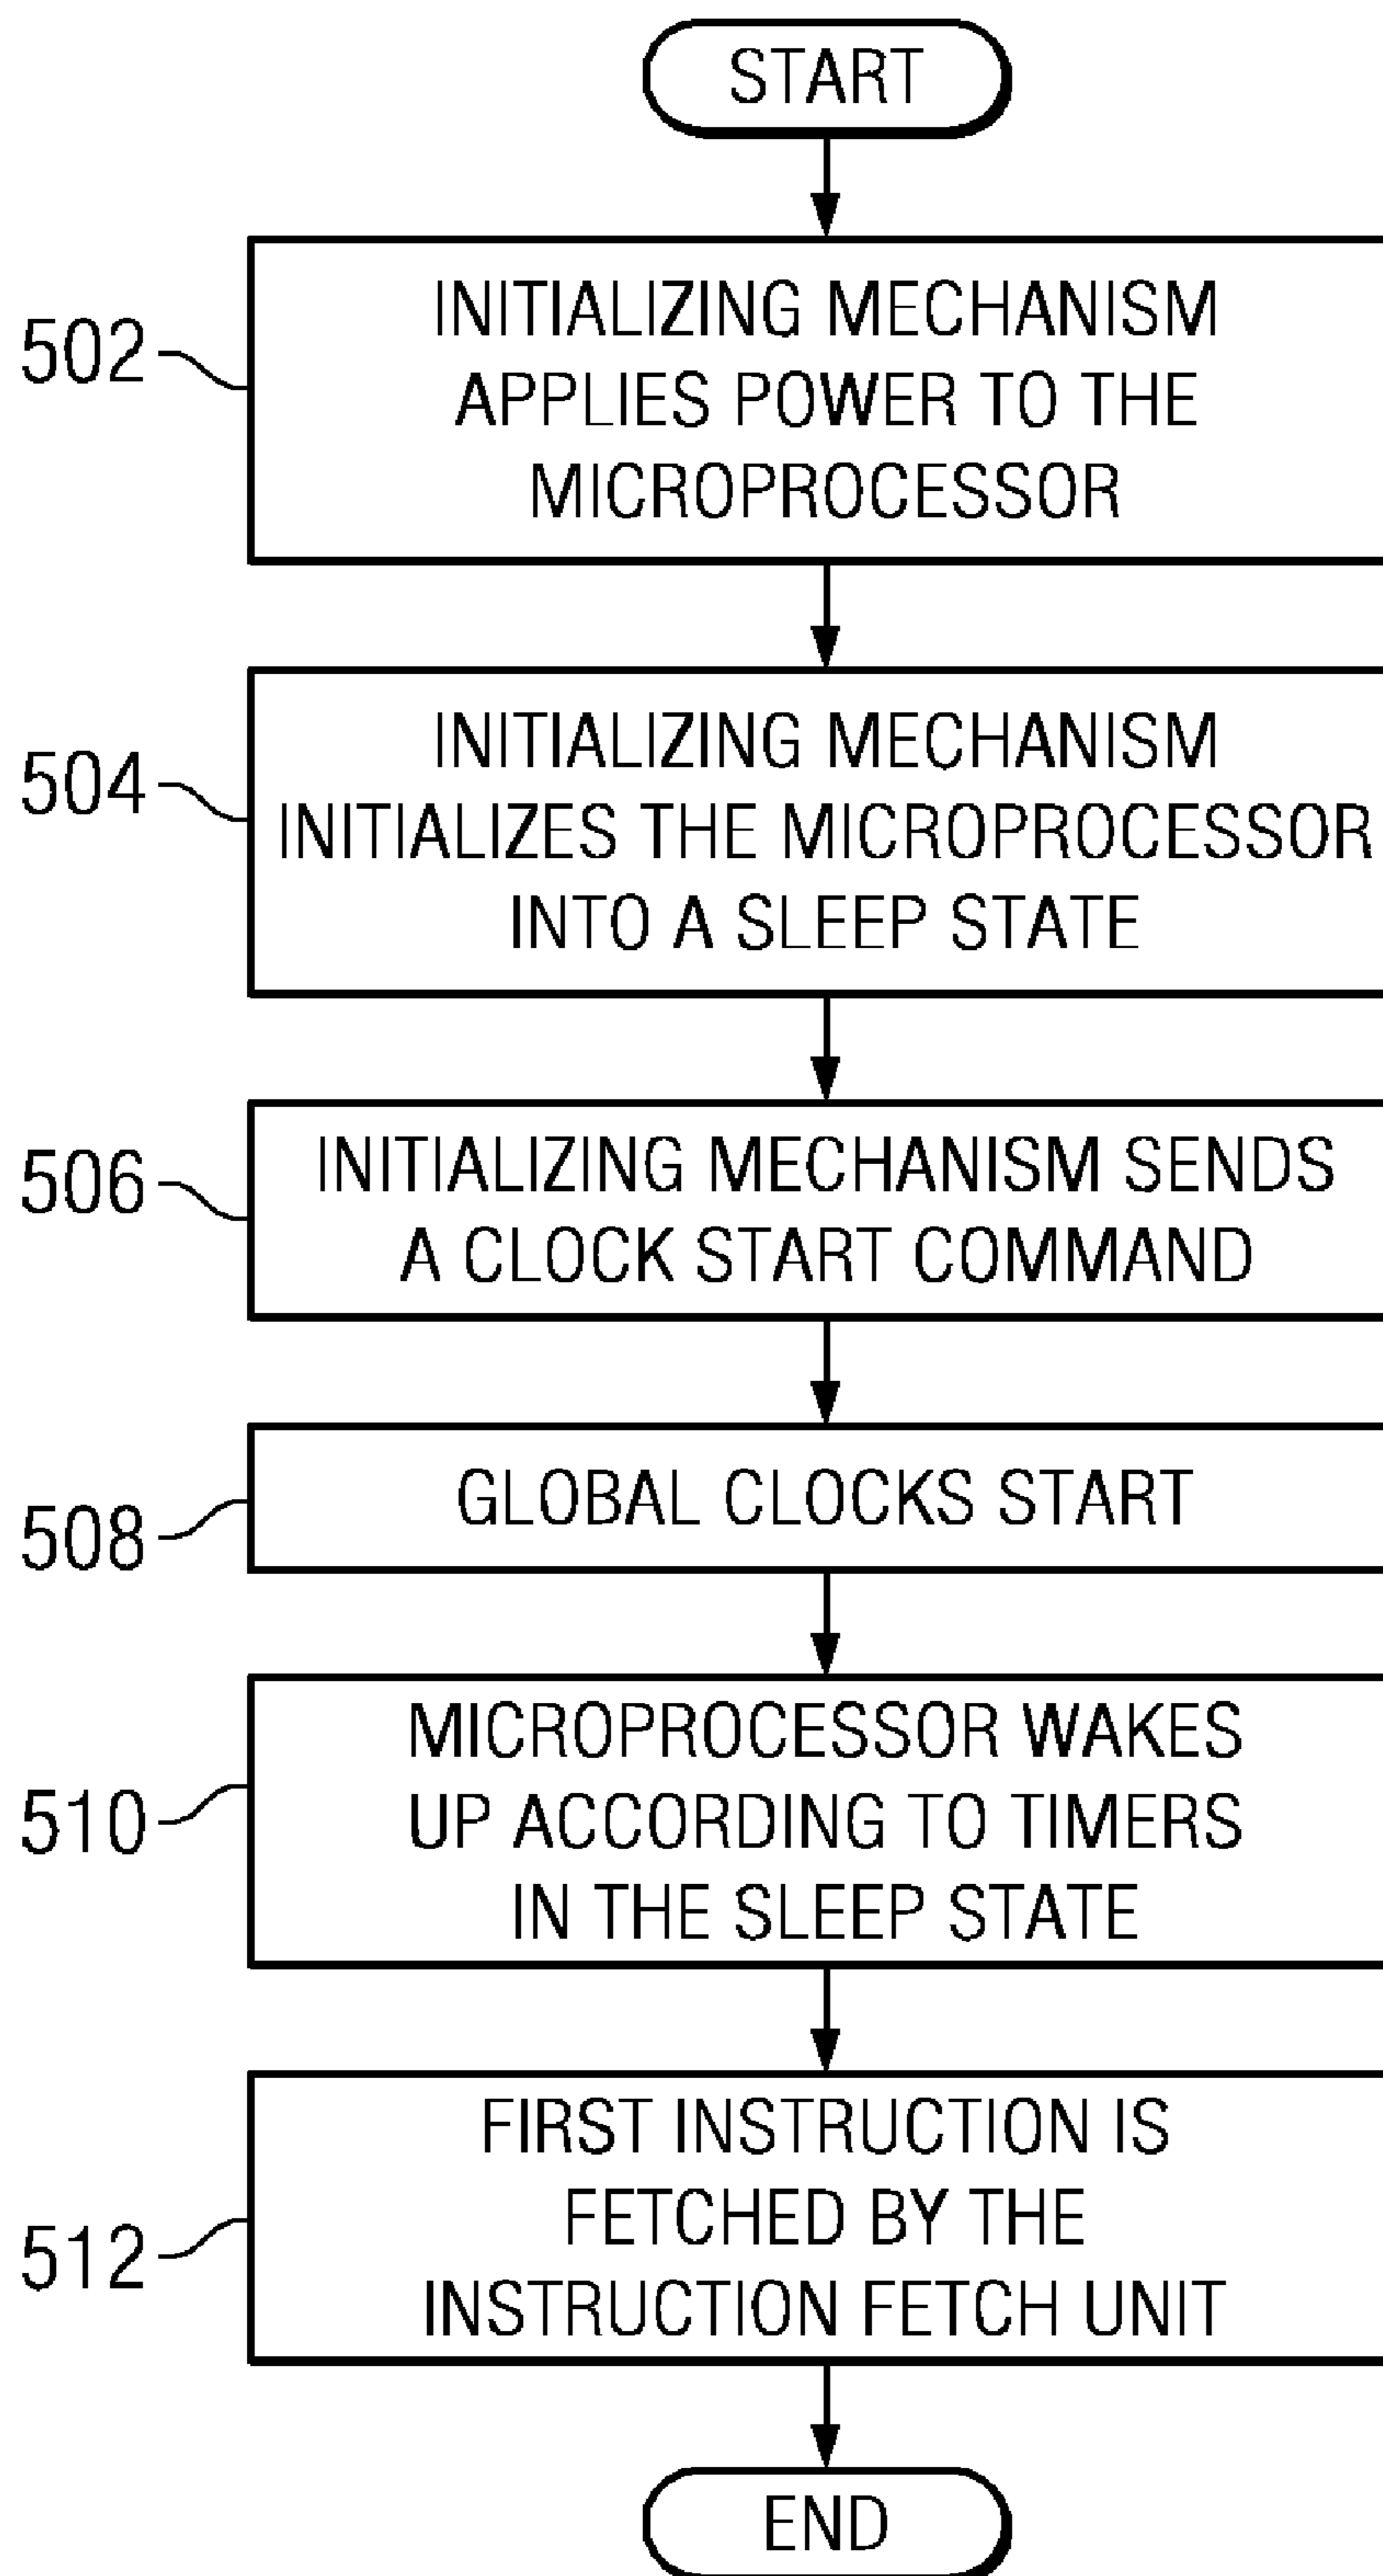 START
502
INITIALIZING MECHANISM
APPLIES POWER TO THE
MICROPROCESSOR
504
INITIALIZING MECHANISM
INITIALIZES THE MICROPROCESSOR
INTO A SLEEP STATE
506
INITIALIZING MECHANISM SENDS
A CLOCK START COMMAND
508
GLOBAL CLOCKS START
510
MICROPROCESSOR WAKES
UP ACCORDING TO TIMERS
IN THE SLEEP STATE
512
FIRST INSTRUCTION IS
FETCHED BY THE
INSTRUCTION FETCH UNIT
END